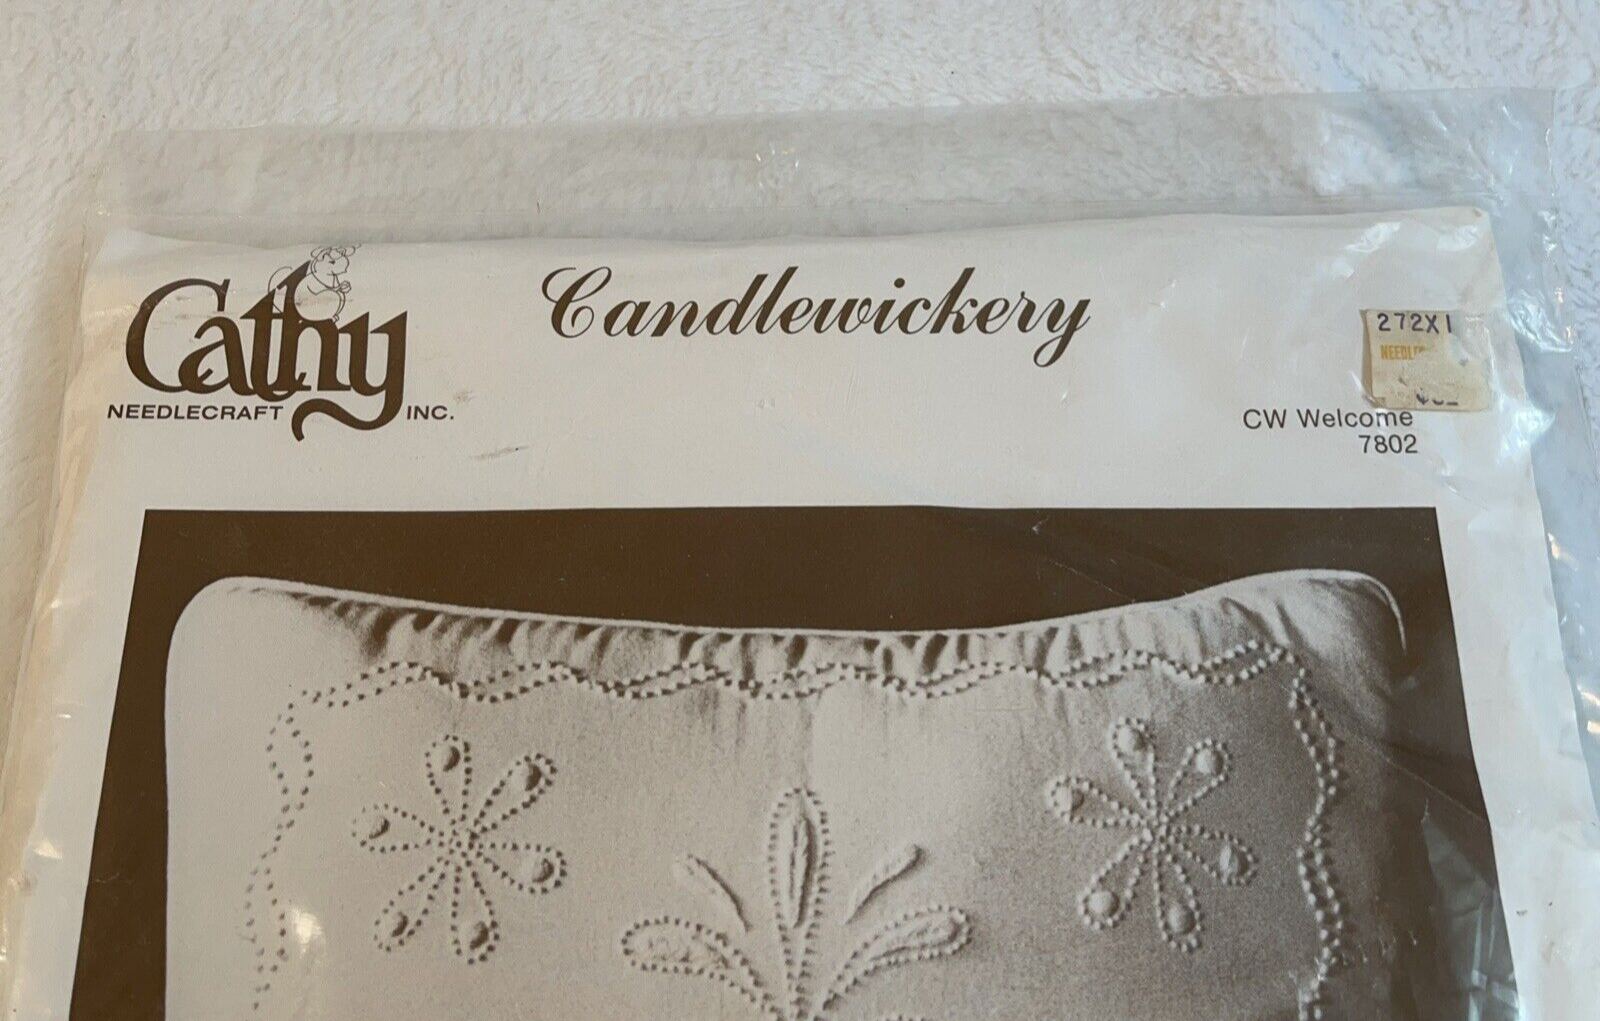 Cathy
NEEDLECRAFT INC.
Candlewickery
272X1
CW Welcome
7802